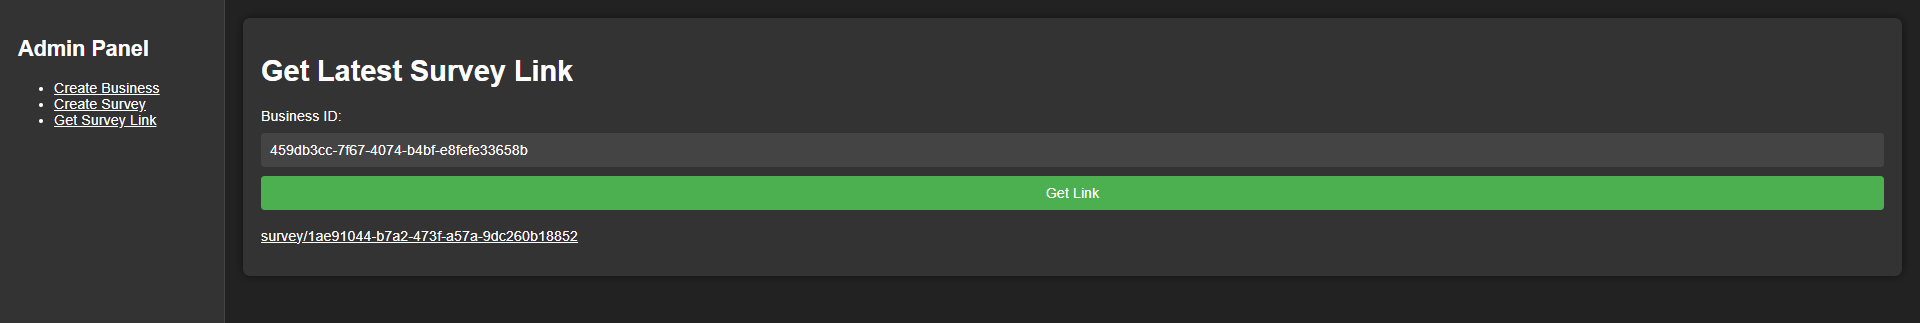 Admin Panel
Create Business
Create Survey
Get Survey Link
Get Latest Survey Link
Business ID:
459db3cc-7f67-4074-b4bf-e8fefe33658b
Get Link
survey/1ae91044-b7a2-473f-a57a-9dc260b18852